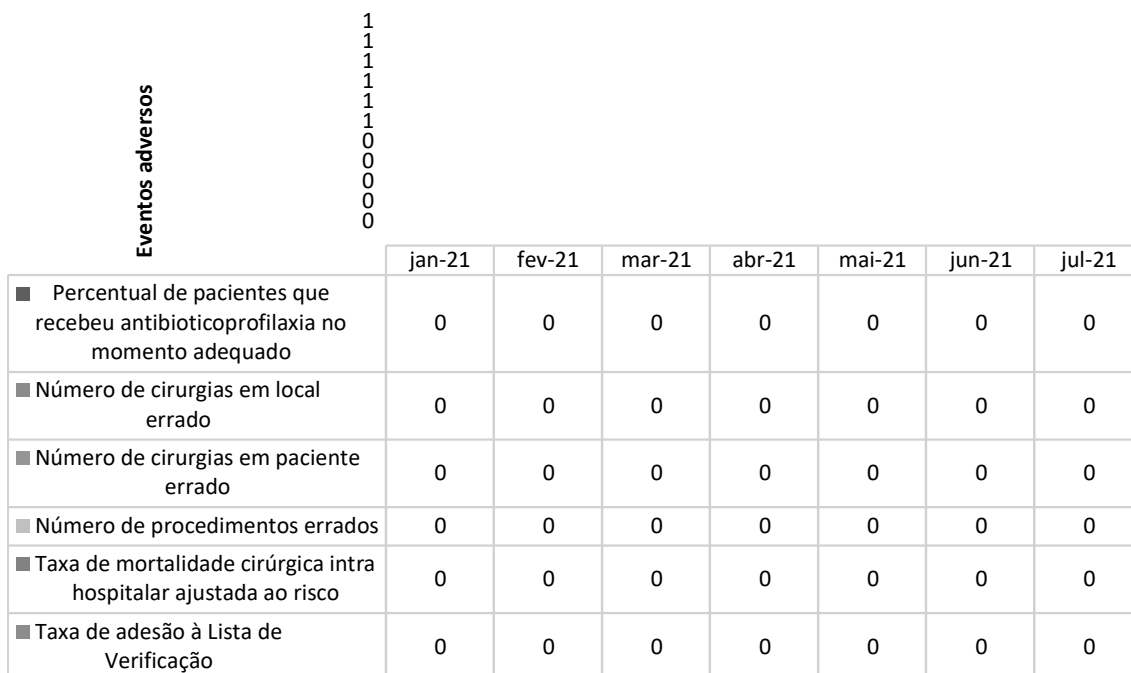 1
1
1
1
1
1
0
0
0
0
0
Eventos adversos
jan-21 fev-21 mar-21 abr-21 mai-21 jun-21 jul-21
Percentual de pacientes que
recebeu antibioticoprofilaxia no
momento adequado
0 0 0 0 0 0 0
Número de cirurgias em local
errado
0 0 0 0 0 0 0
Número de cirurgias em paciente
errado
0 0 0 0 0 0 0
Número de procedimentos errados 0 0 0 0 0 0 0
Taxa de mortalidade cirúrgica intra
hospitalar ajustada ao risco
0 0 0 0 0 0 0
Taxa de adesão à Lista de
Verificação
0 0 0 0 0 0 0